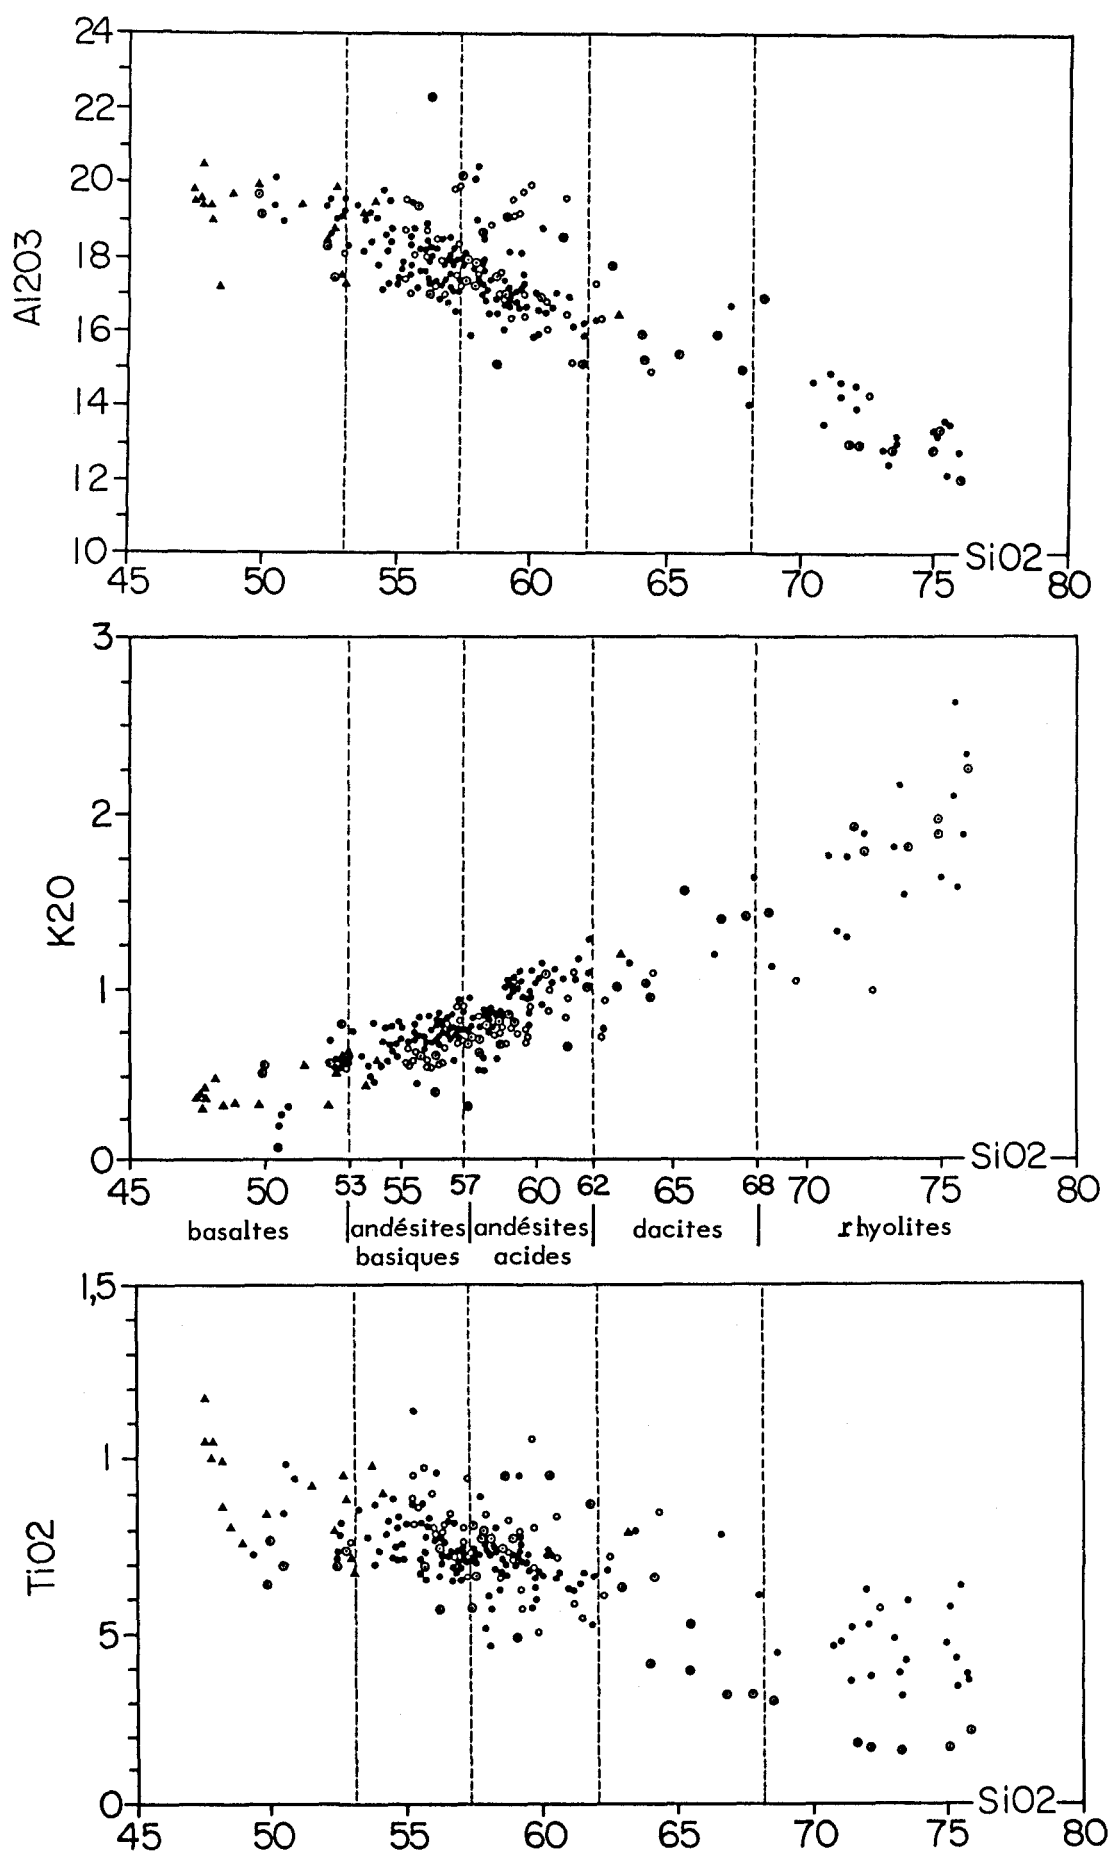 24
22
20
18
16
14
12
10
Al2O3
45 50 55 60 65 70 75 SiO2 80
3
2
1
0
K2O
45 50 53 55 57 60 62 65 68 70 75 SiO2 80
basaltes andésites basiques andésites acides dacites rhyolites
1,5
1
5
0
TiO2
45 50 55 60 65 70 75 SiO2 80